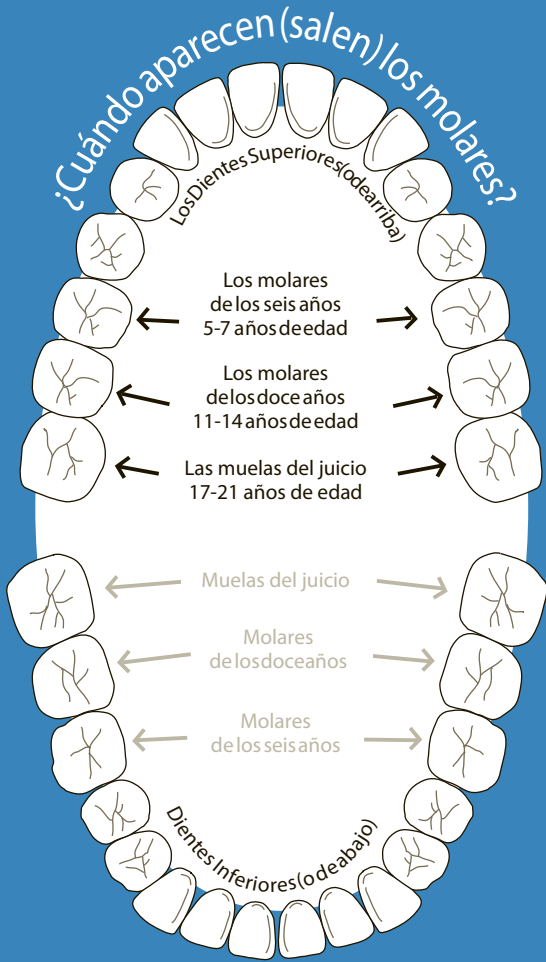 ¿Cuándo aparecen (salen) los molares?
Los Dientes Superiores (o de arriba)
Los molares
de los seis años
5-7 años de edad
Los molares
de los doce años
11-14 años de edad
Las muelas del juicio
17-21 años de edad
Muelas del juicio
Molares
de los doce años
Molares
de los seis años
Dientes Inferiores (o de abajo)